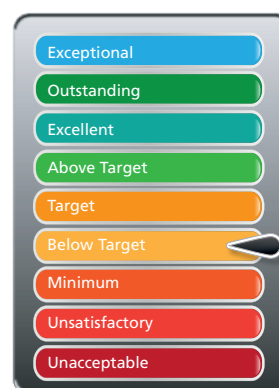 Exceptional
Outstanding
Excellent
Above Target
Target
Below Target
Minimum
Unsatisfactory
Unacceptable